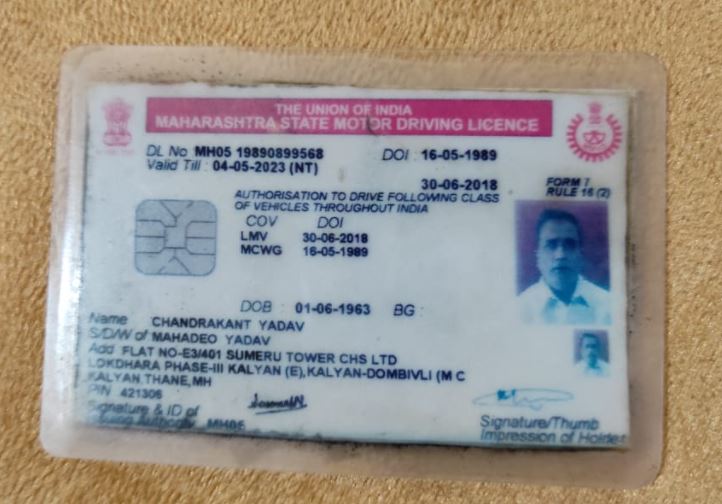 THE UNION OF INDIA
MAHARASHTRA STATE MOTOR DRIVING LICENCE
DL No MH05 19890899568 DOI : 16-05-1989
Valid Till : 04-05-2023 (NT)
30-06-2018 FORM 7
RULE 16 (2)
AUTHORISATION TO DRIVE FOLLOWING CLASS
OF VEHICLES THROUGHOUT INDIA
COV DOI
LMV 30-06-2018
MCWG 16-05-1989
DOB : 01-06-1963 BG :
Name CHANDRAKANT YADAV
S/D/W of MAHADEO YADAV
Add FLAT NO-E3/401 SUMERU TOWER CHS LTD
LOKDHARA PHASE-III KALYAN (E),KALYAN-DOMBIVLI (M C
KALYAN,THANE,MH
PIN 421306
Signature & ID of
Issuing Authority MH05
Signature/Thumb
Impression of Holder